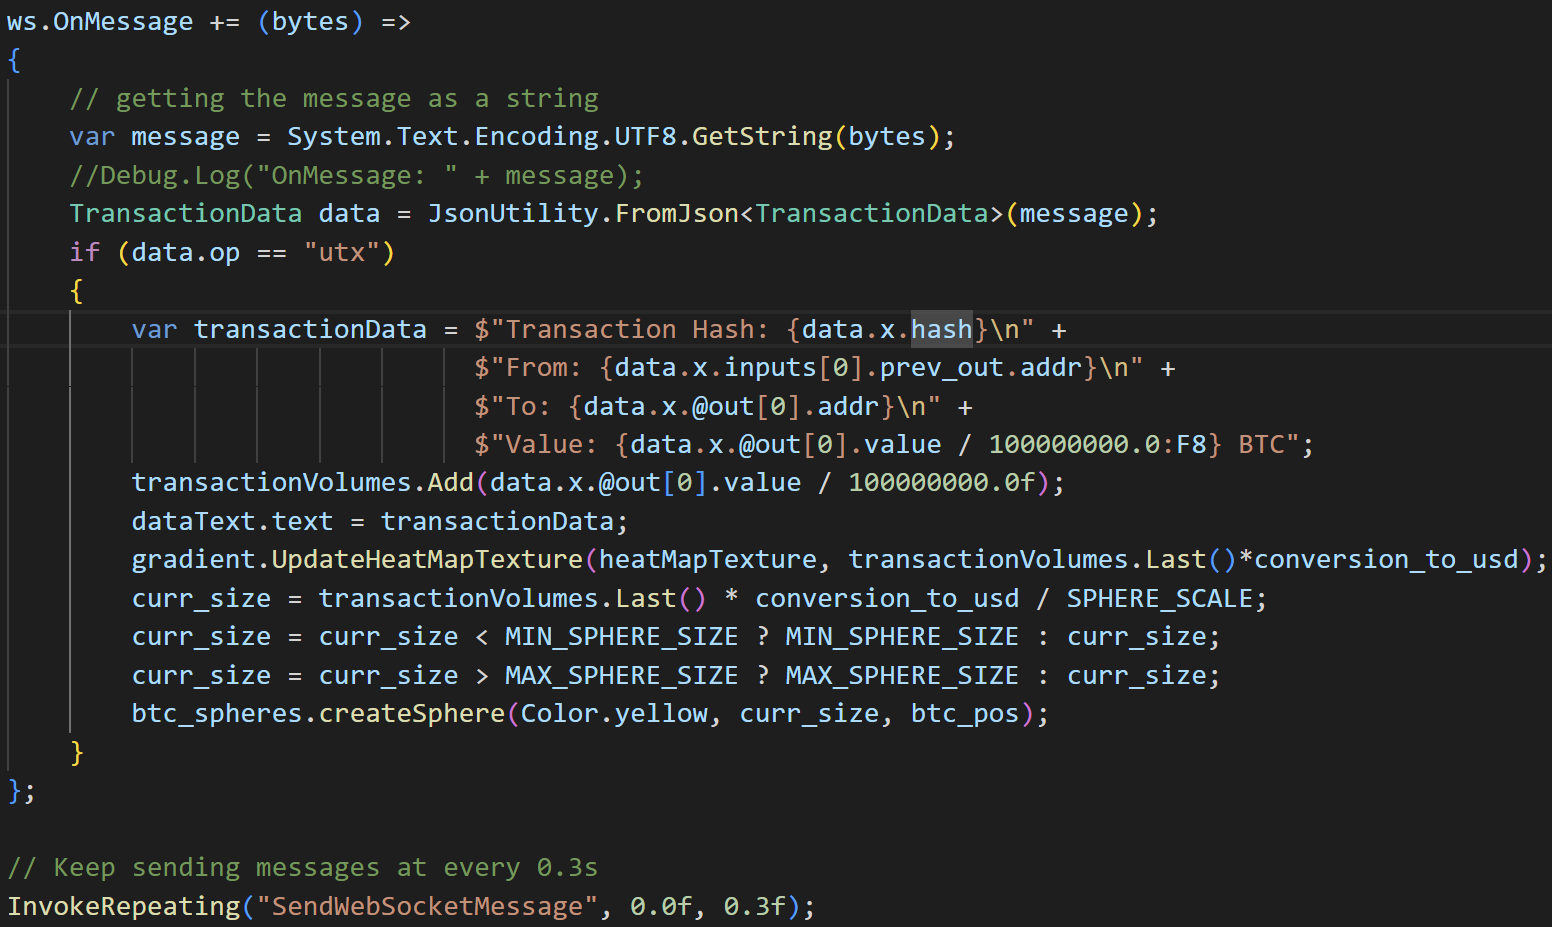 ws.OnMessage += (bytes) =>
{
    // getting the message as a string
    var message = System.Text.Encoding.UTF8.GetString(bytes);
    //Debug.Log("OnMessage: " + message);
    TransactionData data = JsonUtility.FromJson<TransactionData>(message);
    if (data.op == "utx")
    {
        var transactionData = $"Transaction Hash: {data.x.hash}\n" +
                              $"From: {data.x.inputs[0].prev_out.addr}\n" +
                              $"To: {data.x.@out[0].addr}\n" +
                              $"Value: {data.x.@out[0].value / 100000000.0:F8} BTC";
        transactionVolumes.Add(data.x.@out[0].value / 100000000.0f);
        dataText.text = transactionData;
        gradient.UpdateHeatMapTexture(heatMapTexture, transactionVolumes.Last()*conversion_to_usd);
        curr_size = transactionVolumes.Last() * conversion_to_usd / SPHERE_SCALE;
        curr_size = curr_size < MIN_SPHERE_SIZE ? MIN_SPHERE_SIZE : curr_size;
        curr_size = curr_size > MAX_SPHERE_SIZE ? MAX_SPHERE_SIZE : curr_size;
        btc_spheres.createSphere(Color.yellow, curr_size, btc_pos);
    }
};

// Keep sending messages at every 0.3s
InvokeRepeating("SendWebSocketMessage", 0.0f, 0.3f);